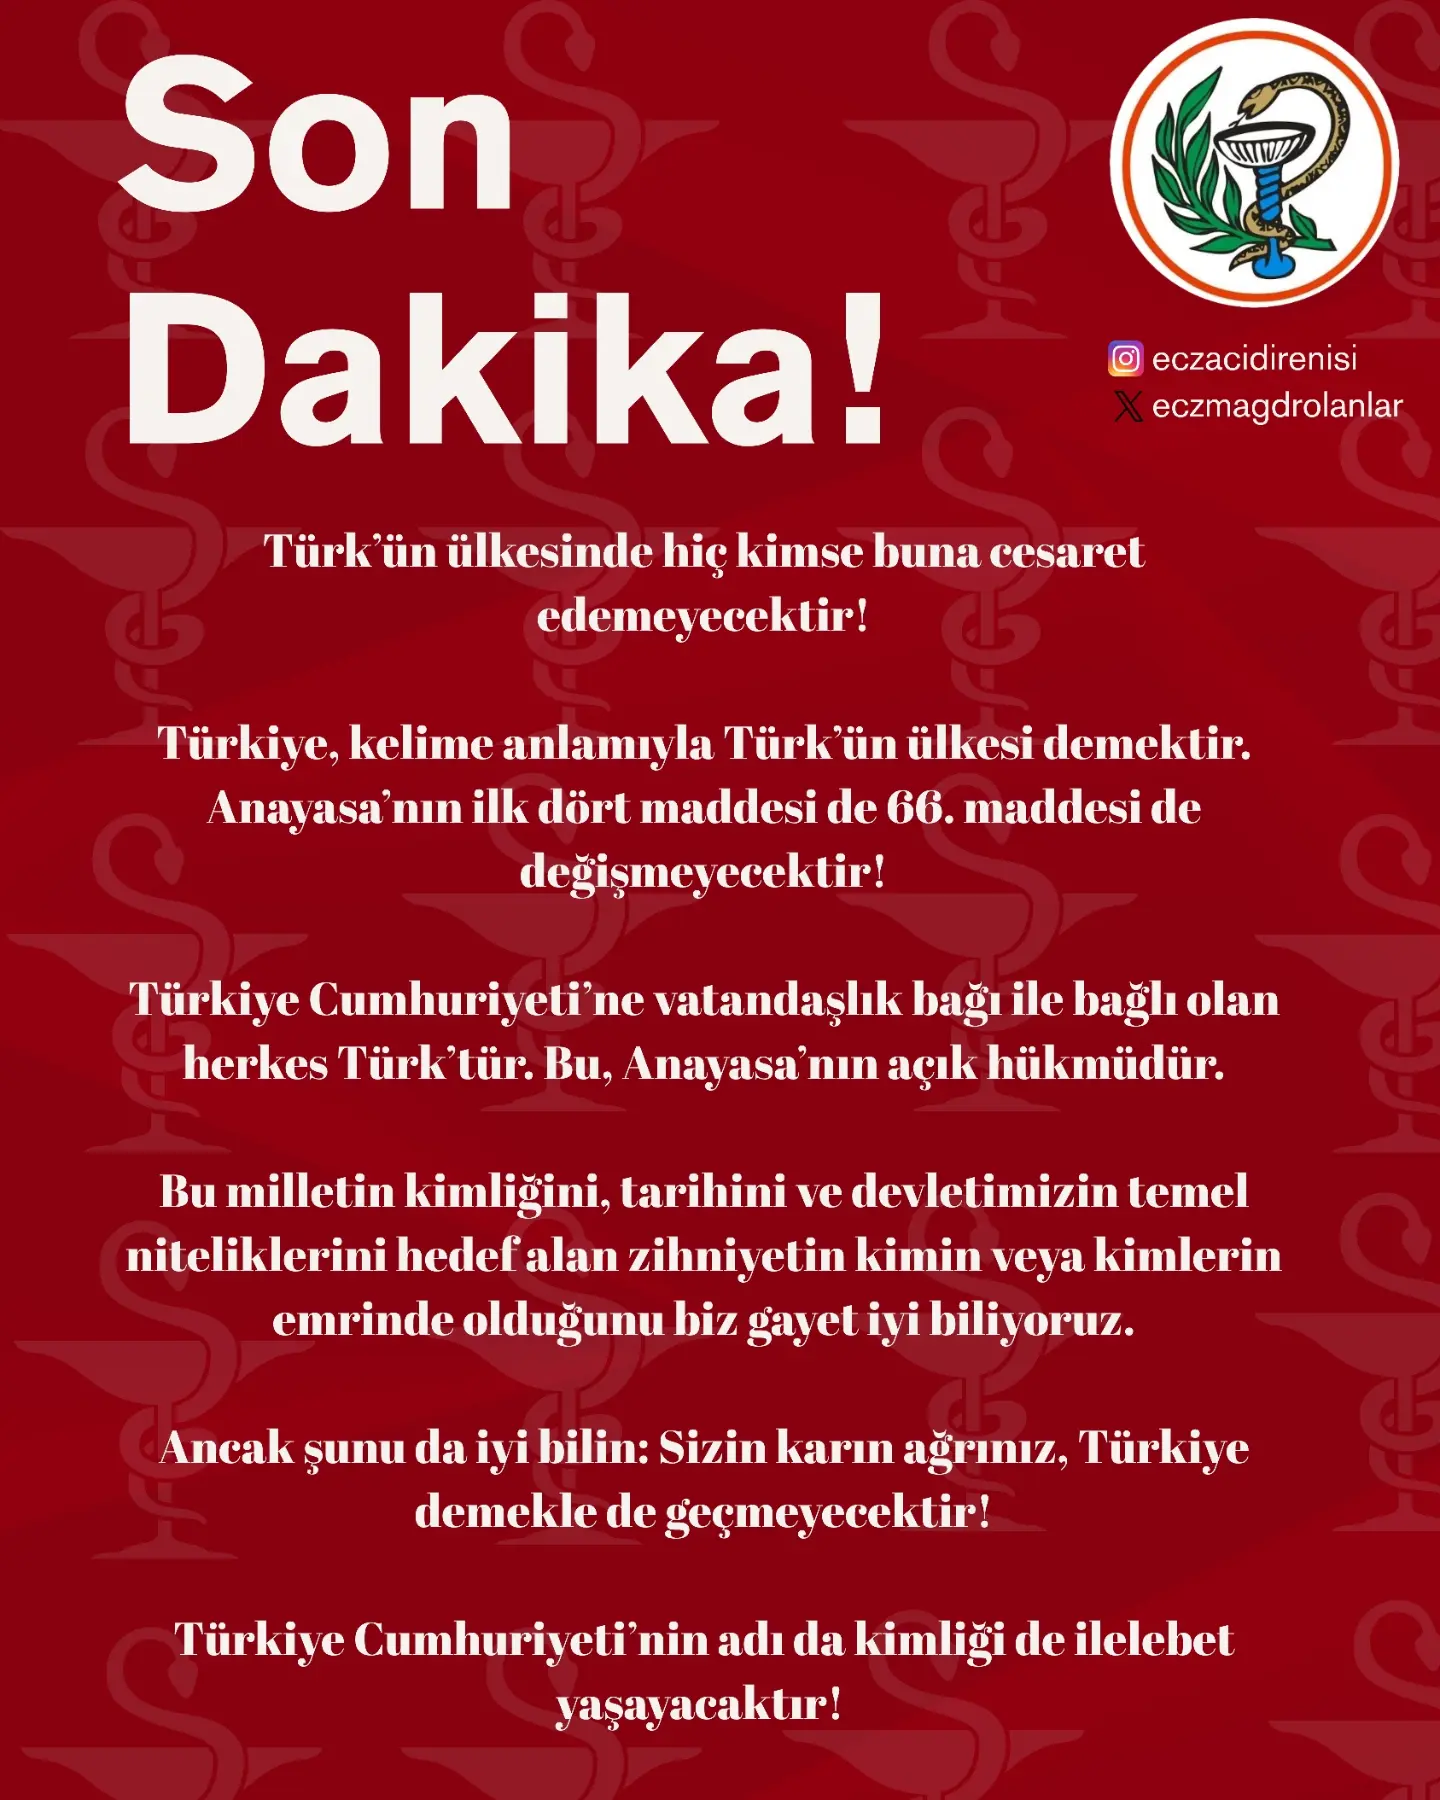 Son
Dakika!
eczacidirenisi
eczmagdrolanlar
Türk’ün ülkesinde hiç kimse buna cesaret
edemeyecektir!
Türkiye, kelime anlamıyla Türk’ün ülkesi demektir.
Anayasa’nın ilk dört maddesi de 66. maddesi de
değişmeyecektir!
Türkiye Cumhuriyeti’ne vatandaşlık bağı ile bağlı olan
herkes Türk’tür. Bu, Anayasa’nın açık hükmüdür.
Bu milletin kimliğini, tarihini ve devletimizin temel
niteliklerini hedef alan zihniyetin kimin veya kimlerin
emrinde olduğunu biz gayet iyi biliyoruz.
Ancak şunu da iyi bilin: Sizin karın ağrınız, Türkiye
demekle de geçmeyecektir!
Türkiye Cumhuriyeti’nin adı da kimliği de ilelebet
yaşayacaktır!